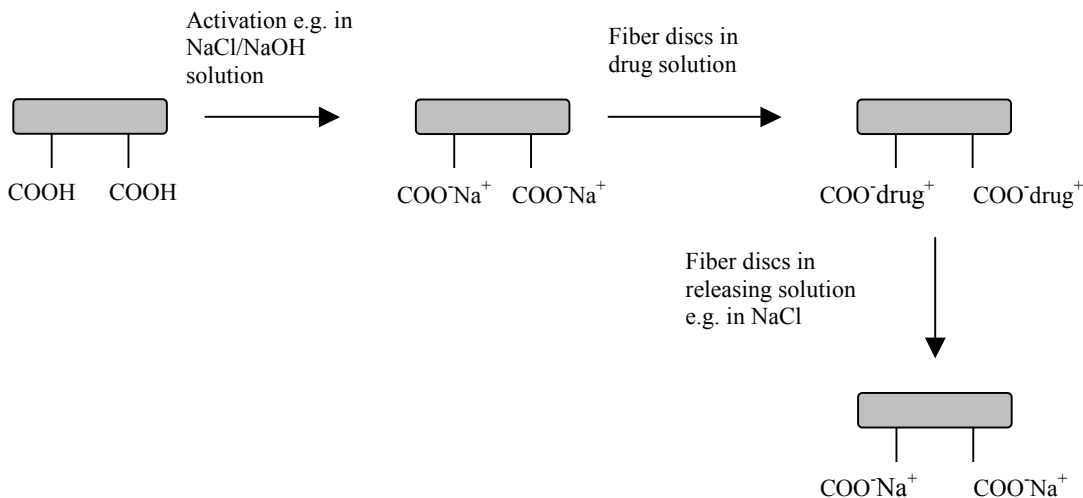 Activation e.g. in
NaCl/NaOH
solution
Fiber discs in
drug solution
COOH COOH
COO⁻Na⁺ COO⁻Na⁺
COO⁻drug⁺ COO⁻drug⁺
Fiber discs in
releasing solution
e.g. in NaCl
COO⁻Na⁺ COO⁻Na⁺